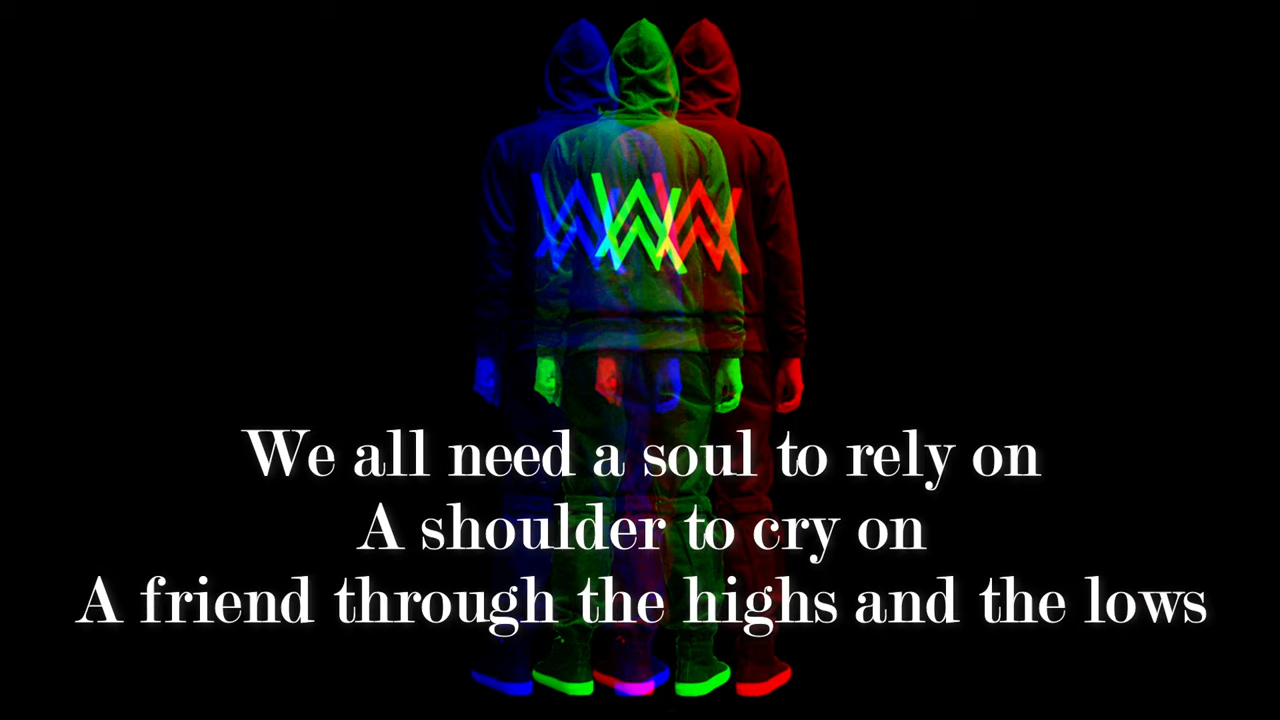 We all need a soul to rely on
A shoulder to cry on
A friend through the highs and the lows